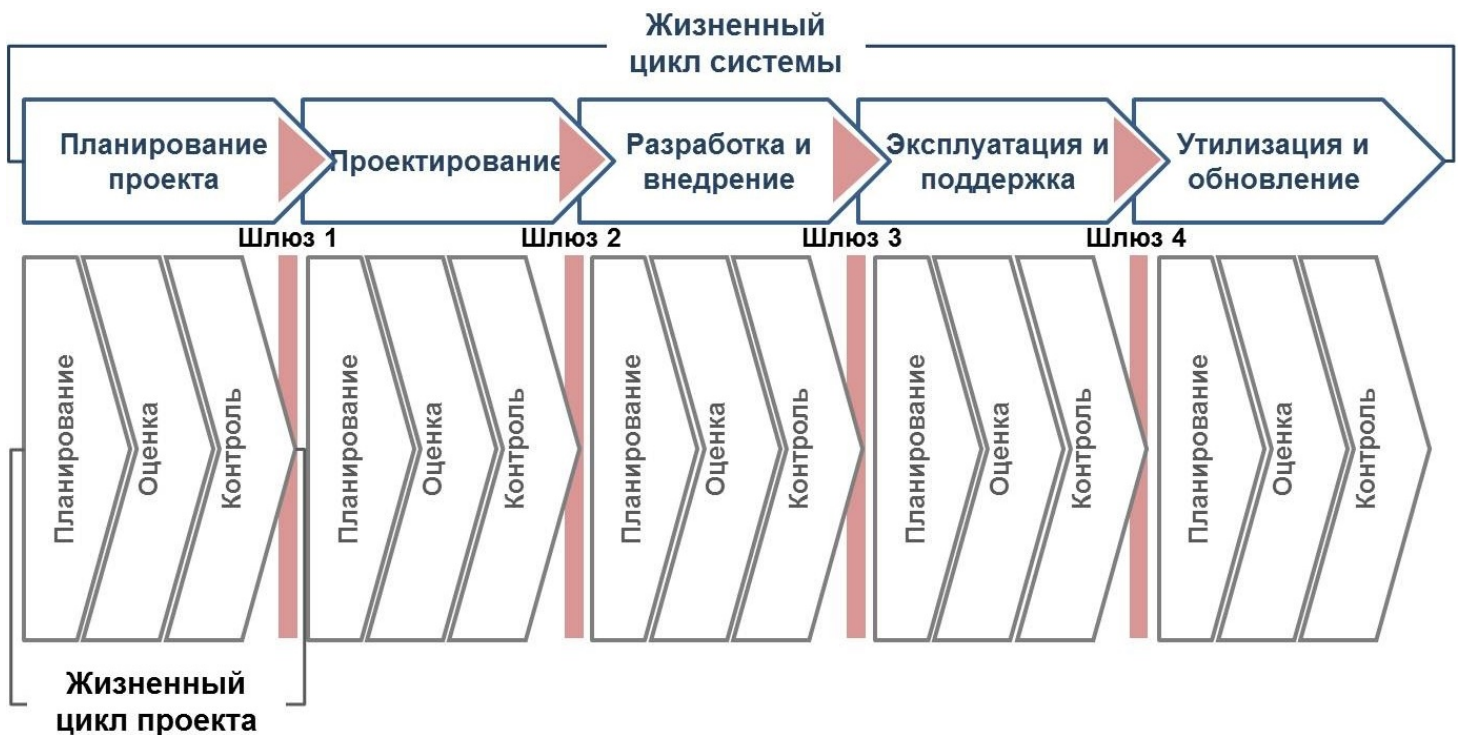 Жизненный
цикл системы
Планирование
проекта
Проектирование
Разработка и
внедрение
Эксплуатация и
поддержка
Утилизация и
обновление
Шлюз 1
Шлюз 2
Шлюз 3
Шлюз 4
Планирование
Оценка
Контроль
Планирование
Оценка
Контроль
Планирование
Оценка
Контроль
Планирование
Оценка
Контроль
Планирование
Оценка
Контроль
Жизненный
цикл проекта